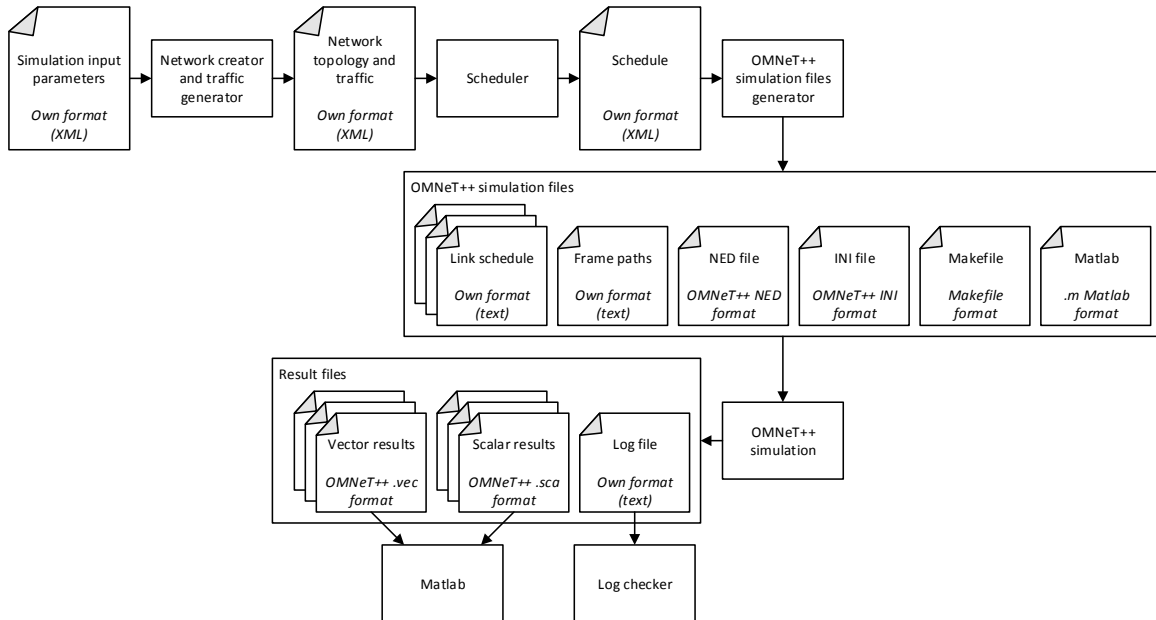 Simulation input
parameters
Own format
(XML)
Network creator
and traffic
generator
Network
topology and
traffic
Own format
(XML)
Scheduler
Schedule
Own format
(XML)
OMNeT++
simulation files
generator
OMNeT++ simulation files
Link schedule
Own format
(text)
Frame paths
Own format
(text)
NED file
OMNeT++ NED
format
INI file
OMNeT++ INI
format
Makefile
Makefile
format
Matlab
.m Matlab
format
Result files
Vector results
OMNeT++ .vec
format
Scalar results
OMNeT++ .sca
format
Log file
Own format
(text)
OMNeT++
simulation
Matlab
Log checker